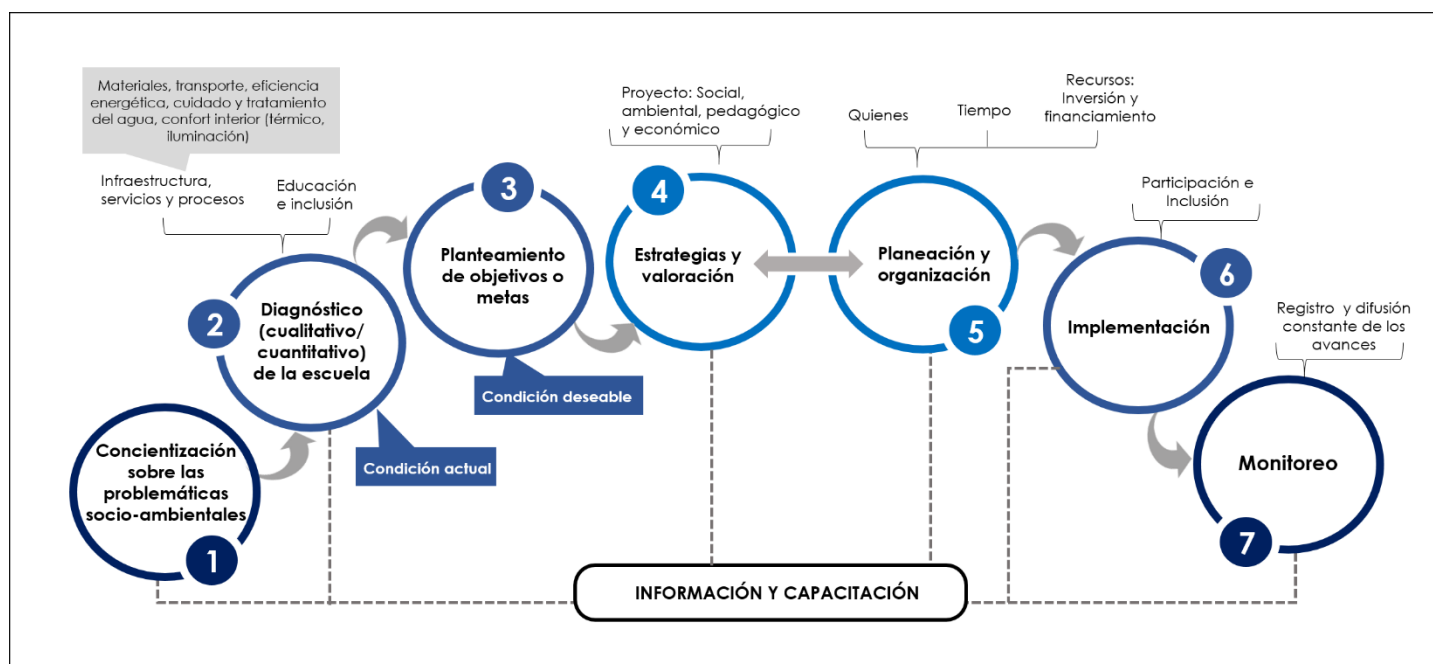 Materiales, transporte, eficiencia
energética, cuidado y tratamiento
del agua, confort interior (térmico,
iluminación)
Infraestructura,
servicios y procesos
Educación
e inclusión
1
Concientización
sobre las
problemáticas
socio-ambientales
2
Diagnóstico
(cualitativo/
cuantitativo)
de la escuela
Condición actual
3
Planteamiento
de objetivos o
metas
Condición deseable
Proyecto: Social,
ambiental, pedagógico
y económico
4
Estrategias y
valoración
Quienes
Tiempo
Recursos:
Inversión y
financiamiento
Planeación y
organización
5
Participación e
Inclusión
6
Implementación
Registro y difusión
constante de los
avances
Monitoreo
7
INFORMACIÓN Y CAPACITACIÓN